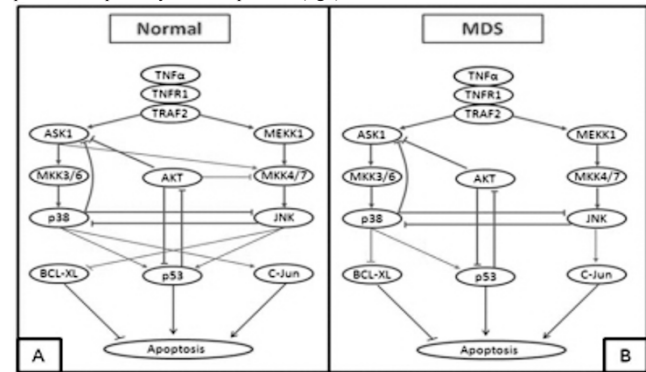 Normal
TNFα
TNFR1
TRAF2
ASK1
MEKK1
MKK3/6
AKT
MKK4/7
p38
JNK
BCL-XL
p53
C-Jun
Apoptosis
A
MDS
TNFα
TNFR1
TRAF2
ASK1
MEKK1
MKK3/6
AKT
MKK4/7
p38
JNK
BCL-XL
p53
C-Jun
Apoptosis
B